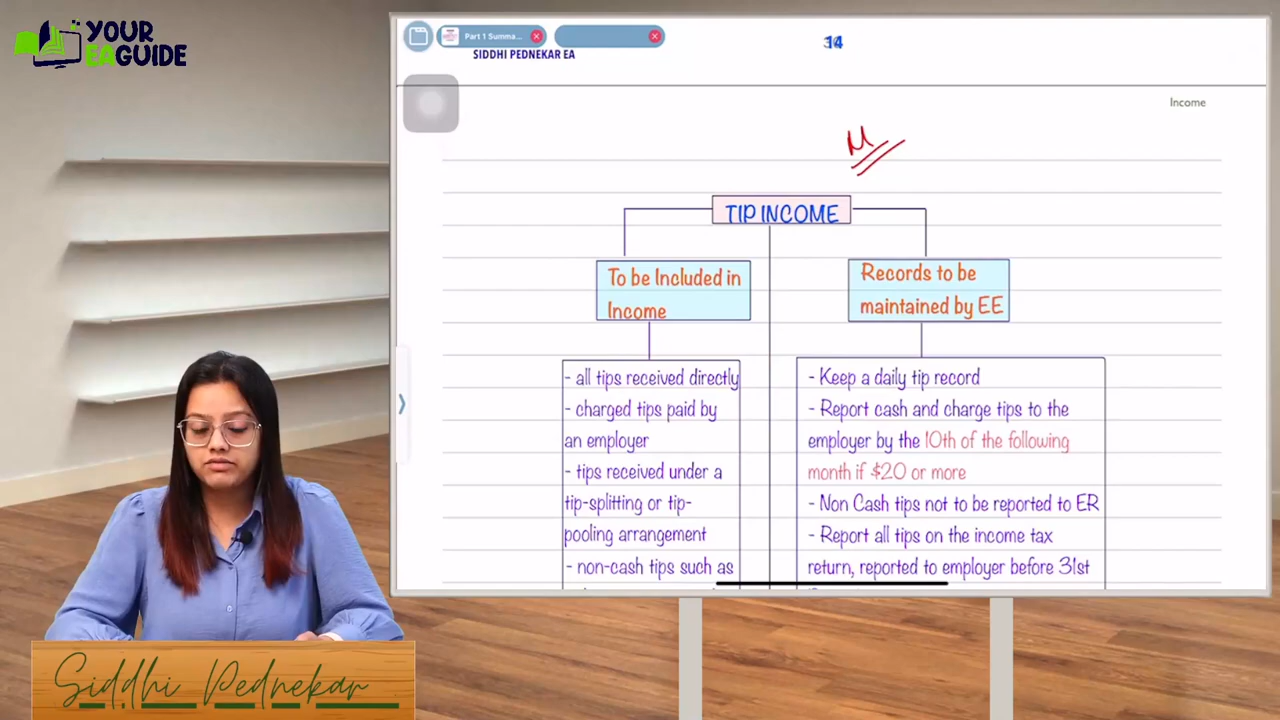 YOUR
EAGUIDE
Part 1 Summa...
SIDDHI PEDNEKAR EA
14
Income
M
TIP INCOME
To be Included in
Income
Records to be
maintained by EE
- all tips received directly
- charged tips paid by
an employer
- tips received under a
tip-splitting or tip-
pooling arrangement
- non-cash tips such as
- Keep a daily tip record
- Report cash and charge tips to the
employer by the 10th of the following
month if $20 or more
- Non Cash tips not to be reported to ER
- Report all tips on the income tax
return, reported to employer before 31st
Siddhi Pednekar